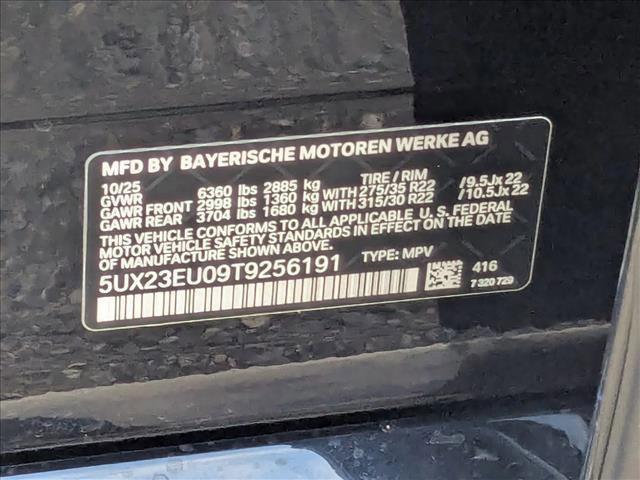 MFD BY BAYERISCHE MOTOREN WERKE AG
10/25 TIRE / RIM
GVWR 6360 lbs 2885 kg
GAWR FRONT 2998 lbs 1360 kg WITH 275/35 R22 /9.5Jx22
GAWR REAR 3704 lbs 1680 kg WITH 315/30 R22 /10.5Jx22
THIS VEHICLE CONFORMS TO ALL APPLICABLE U. S. FEDERAL
MOTOR VEHICLE SAFETY STANDARDS IN EFFECT ON THE DATE
OF MANUFACTURE SHOWN ABOVE.
5UX23EU09T9256191 TYPE: MPV
416
7 320 729